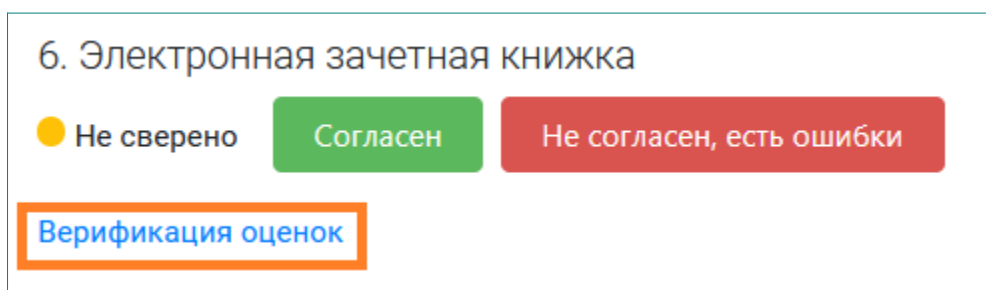 6. Электронная зачетная книжка
Не сверено Согласен Не согласен, есть ошибки
Верификация оценок